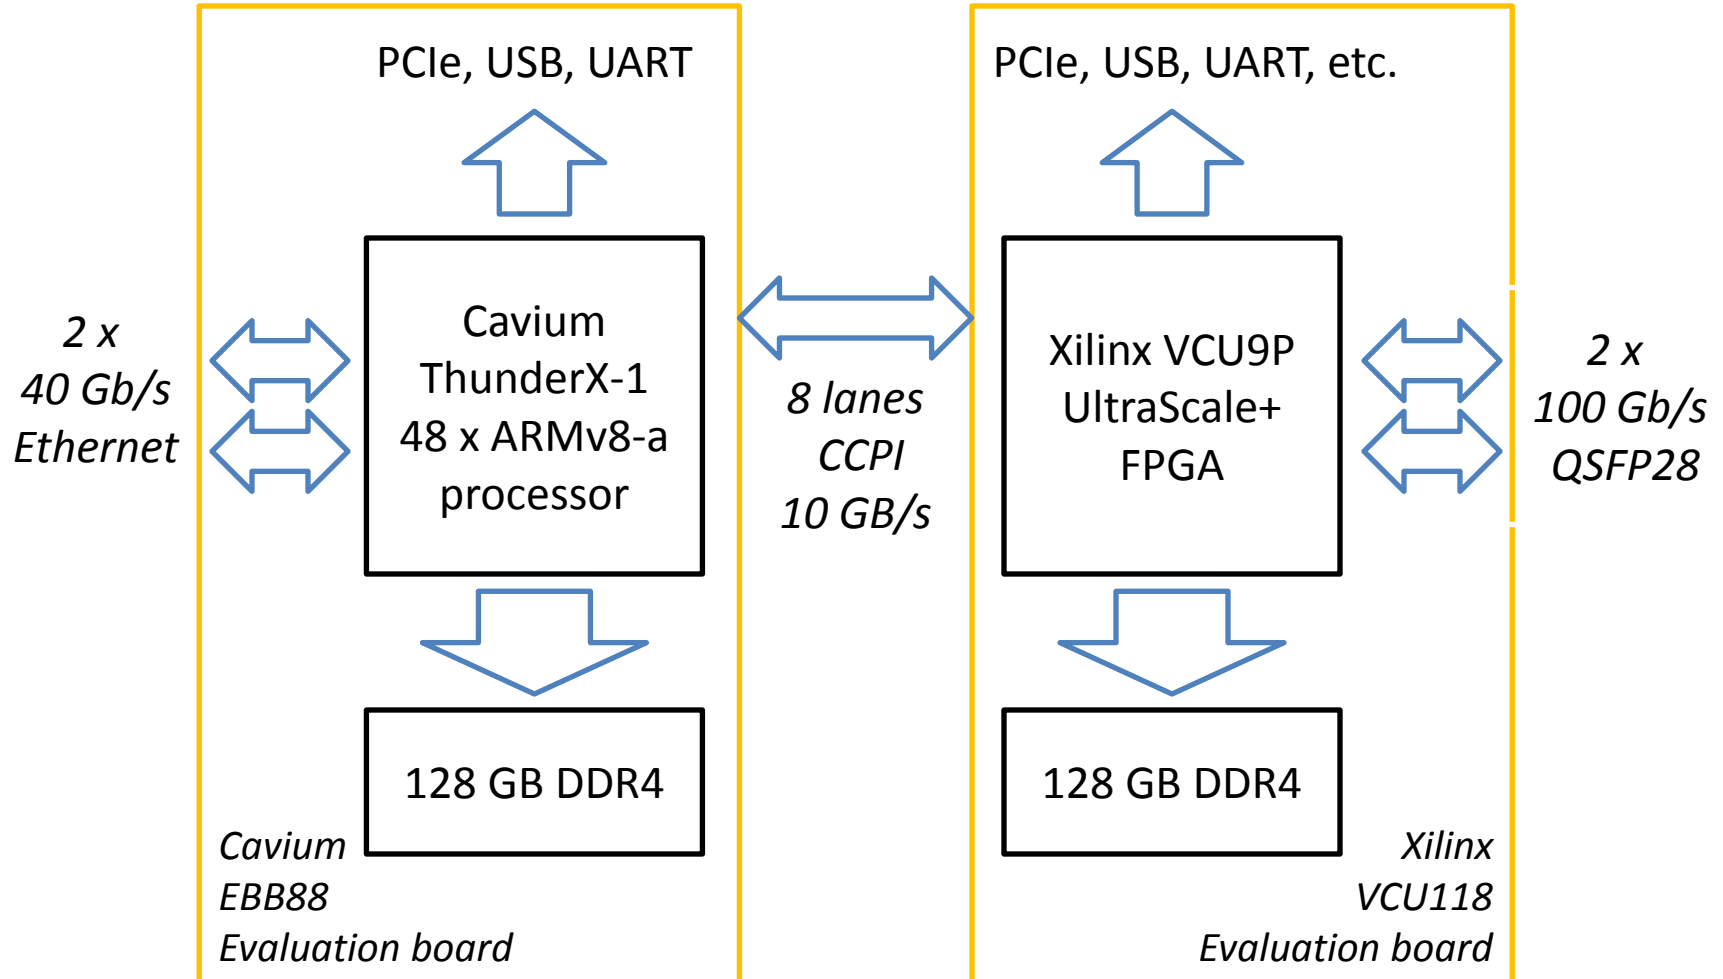 PCIe, USB, UART
PCIe, USB, UART, etc.
2 x
40 Gb/s
Ethernet
Cavium
ThunderX-1
48 x ARMv8-a
processor
8 lanes
CCPI
10 GB/s
Xilinx VCU9P
UltraScale+
FPGA
2 x
100 Gb/s
QSFP28
128 GB DDR4
128 GB DDR4
Cavium
EBB88
Evaluation board
Xilinx
VCU118
Evaluation board